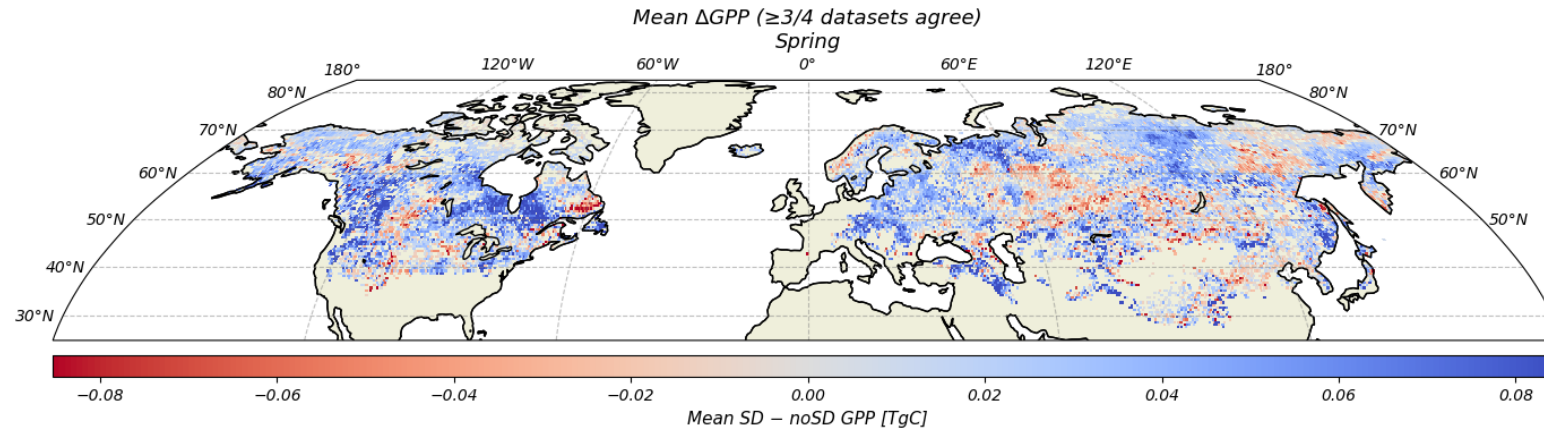 Mean ΔGPP (≥3/4 datasets agree)
Spring
180° 120°W 60°W 0° 60°E 120°E 180°
80°N 80°N
70°N 70°N
60°N 60°N
50°N 50°N
40°N
30°N
−0.08 −0.06 −0.04 −0.02 0.00 0.02 0.04 0.06 0.08
Mean SD − noSD GPP [TgC]